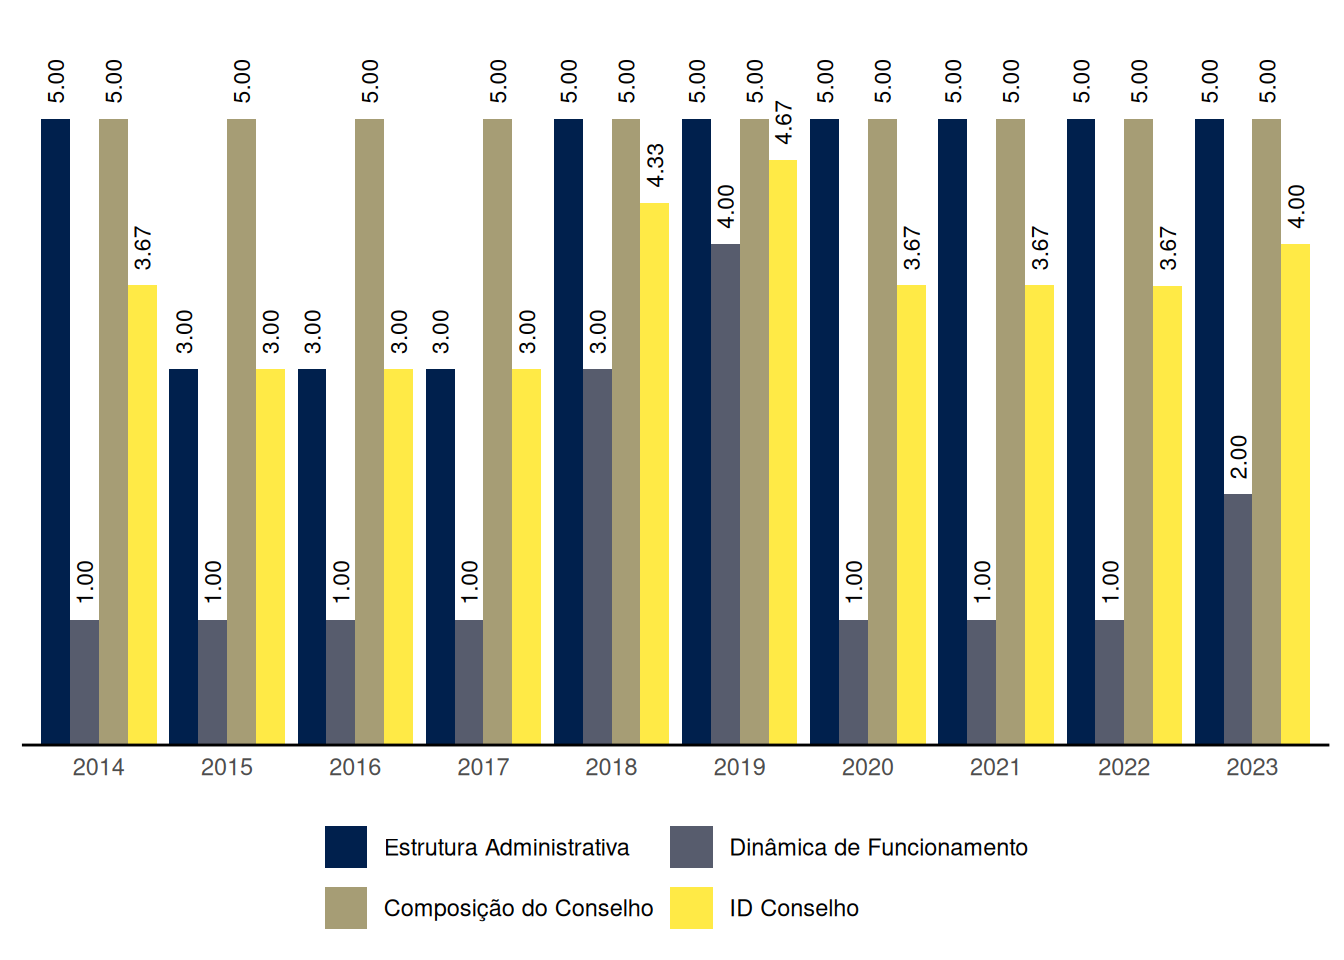 5.00 1.00 5.00 3.67
3.00 1.00 5.00 3.00
3.00 1.00 5.00 3.00
3.00 1.00 5.00 3.00
5.00 3.00 5.00 4.33
5.00 4.00 5.00 4.67
5.00 1.00 5.00 3.67
5.00 1.00 5.00 3.67
5.00 1.00 5.00 3.67
5.00 2.00 5.00 4.00
2014 2015 2016 2017 2018 2019 2020 2021 2022 2023
Estrutura Administrativa Dinâmica de Funcionamento
Composição do Conselho ID Conselho